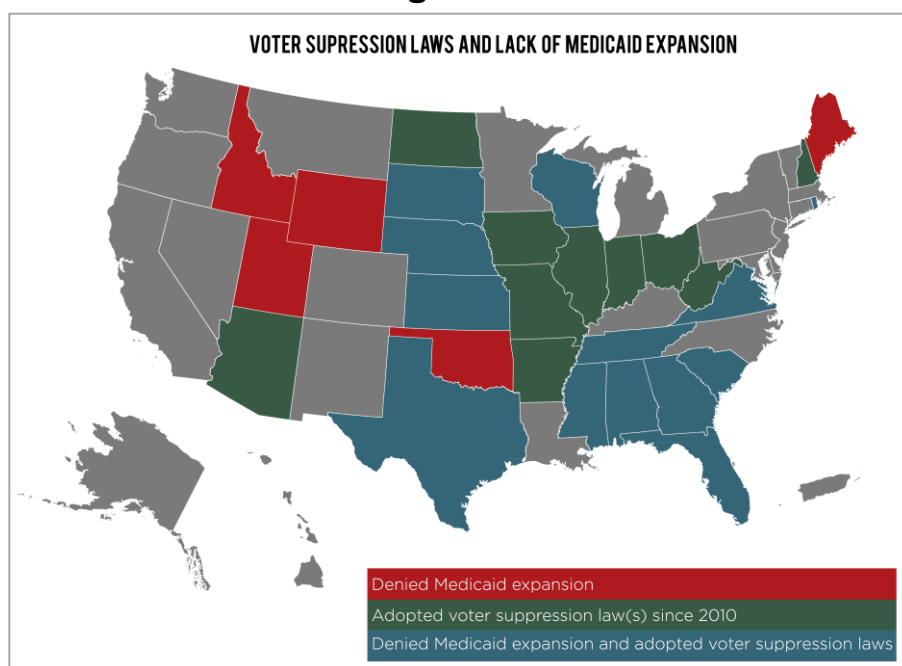 VOTER SUPRESSION LAWS AND LACK OF MEDICAID EXPANSION
Denied Medicaid expansion
Adopted voter suppression law(s) since 2010
Denied Medicaid expansion and adopted voter suppression laws